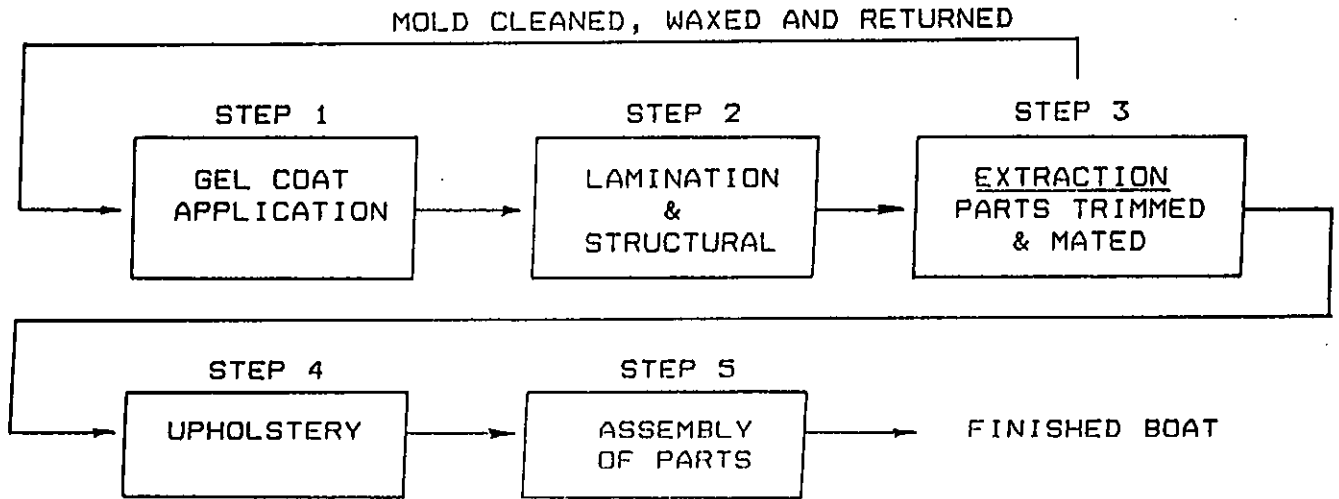 MOLD CLEANED, WAXED AND RETURNED
STEP 1
GEL COAT
APPLICATION
STEP 2
LAMINATION
&
STRUCTURAL
STEP 3
EXTRACTION
PARTS TRIMMED
& MATED
STEP 4
UPHOLSTERY
STEP 5
ASSEMBLY
OF PARTS
FINISHED BOAT